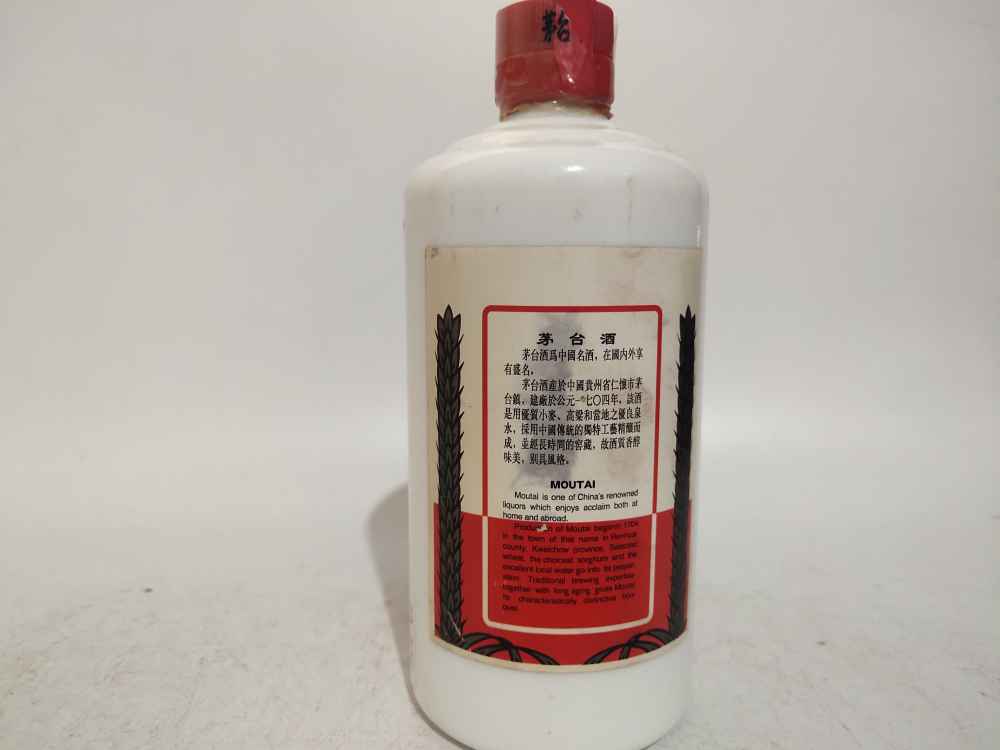 茅台
茅台酒
茅台酒爲中國名酒，在國內外享
有盛名。
茅台酒產於中國貴州省仁懷市茅
台鎮，建廠於公元一七〇四年。該酒
是用優質小麥、高粱和當地之優良泉
水，採用中國傳統的獨特工藝精釀而
成，並經長時間的窖藏，故酒質香醇
味美，別具風格。
MOUTAI
Moutai is one of China's renowned
liquors which enjoys acclaim both at
home and abroad.
Production of Moutai began in 1704
in the town of that name in Renhuai
county, Kweichow province. Selected
wheat, the choicest sorghum and the
excellent local water go into its prepar-
ation. Traditional brewing expertise
together with long aging gives Moutai
its characteristically distinctive